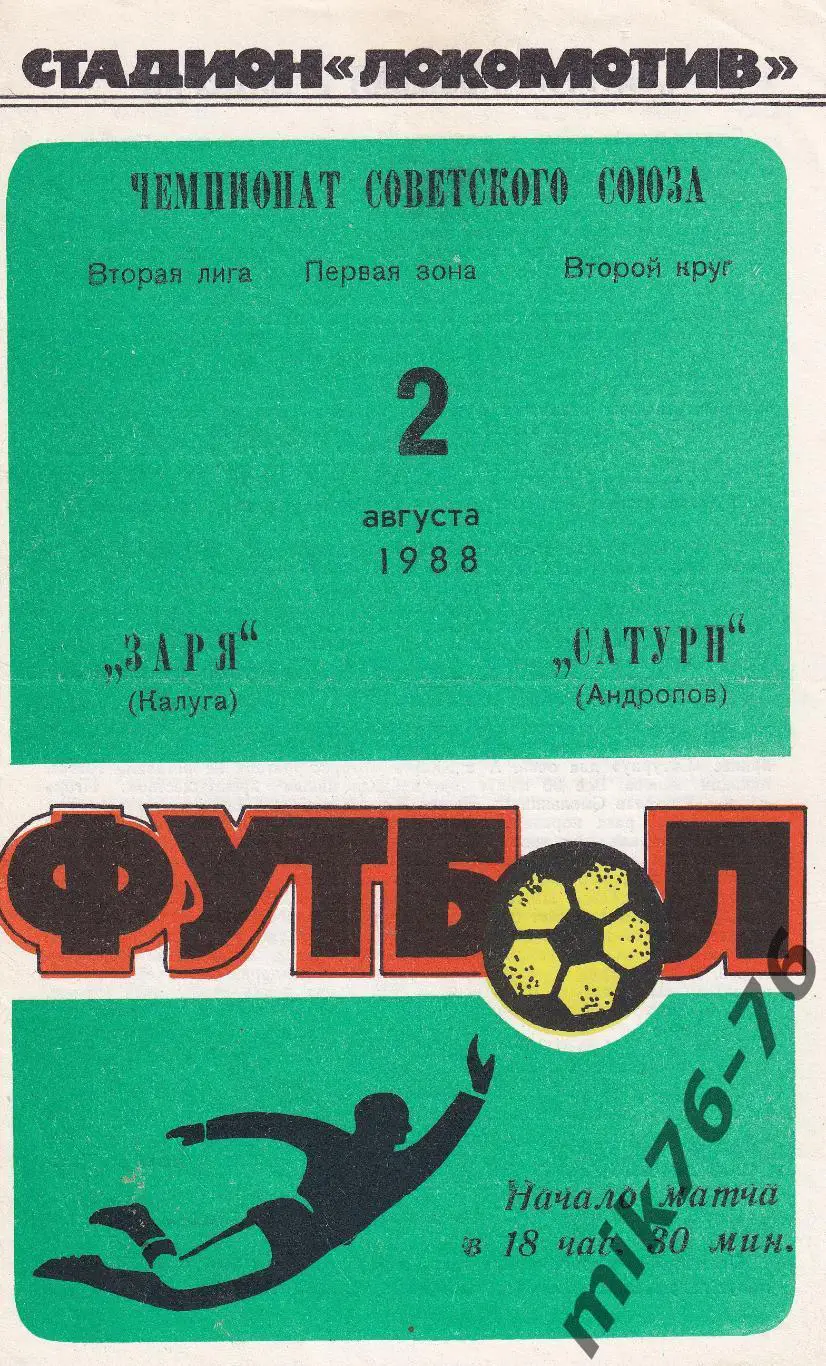 СТАДИОН «ЛОКОМОТИВ»
ЧЕМПИОНАТ СОВЕТСКОГО СОЮЗА
Вторая лига Первая зона Второй круг
2
августа
1988
„ЗАРЯ“ „САТУРН“
(Калуга) (Андропов)
ФУТБОЛ
Начало матча
в 18 час. 30 мин.
mik76-76